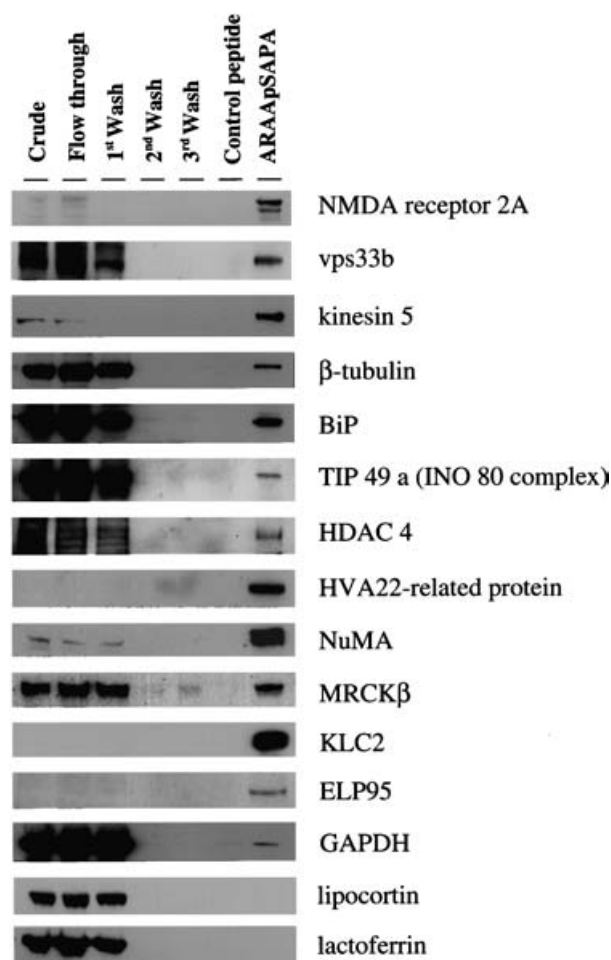 Crude
Flow through
1st Wash
2nd Wash
3rd Wash
Control peptide
ARAApSAPA
NMDA receptor 2A
vps33b
kinesin 5
β-tubulin
BiP
TIP 49 a (INO 80 complex)
HDAC 4
HVA22-related protein
NuMA
MRCKβ
KLC2
ELP95
GAPDH
lipocortin
lactoferrin